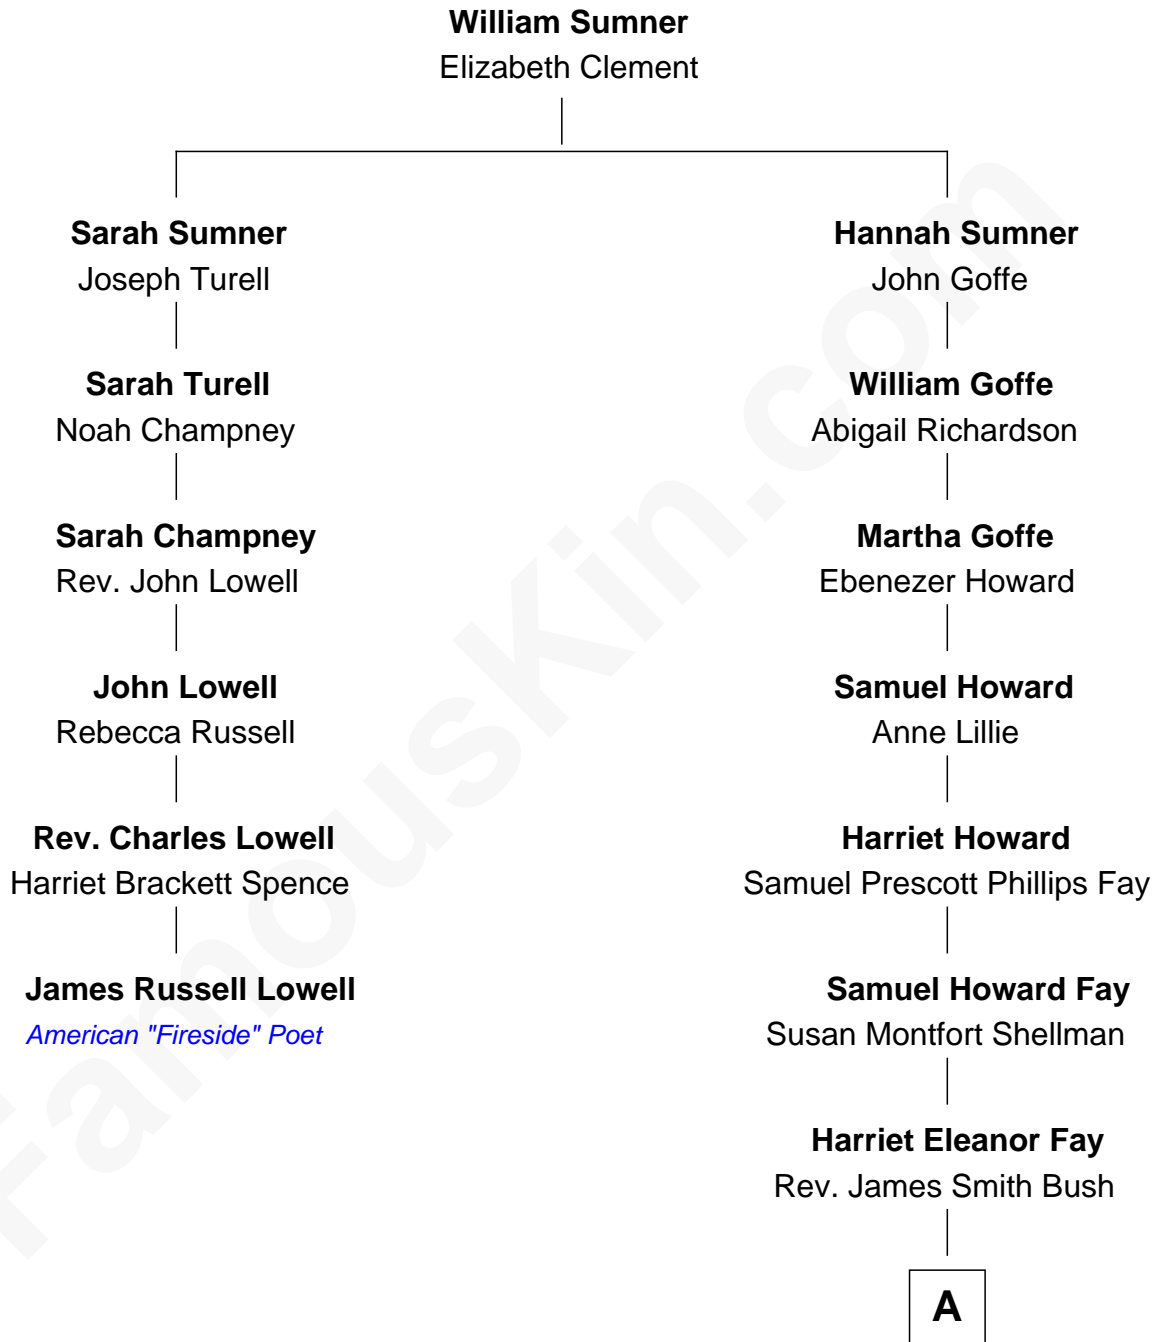 William Sumner
Elizabeth Clement
Sarah Sumner
Joseph Turell
Hannah Sumner
John Goffe
Sarah Turell
Noah Champney
William Goffe
Abigail Richardson
Sarah Champney
Rev. John Lowell
Martha Goffe
Ebenezer Howard
John Lowell
Rebecca Russell
Samuel Howard
Anne Lillie
Rev. Charles Lowell
Harriet Brackett Spence
Harriet Howard
Samuel Prescott Phillips Fay
James Russell Lowell
American "Fireside" Poet
Samuel Howard Fay
Susan Montfort Shellman
Harriet Eleanor Fay
Rev. James Smith Bush
A
FamousKin.com